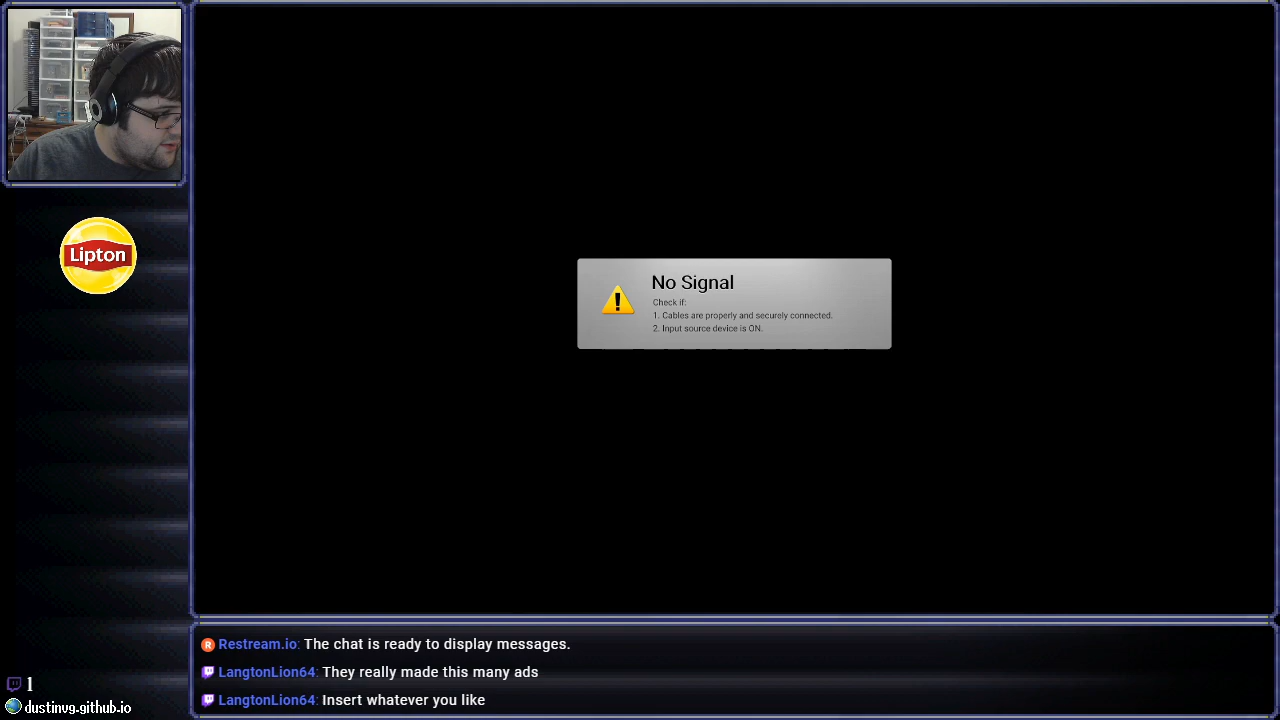 Lipton
No Signal
Check if:
1. Cables are properly and securely connected.
2. Input source device is ON.
Restream.io: The chat is ready to display messages.
LangtonLion64: They really made this many ads
LangtonLion64: Insert whatever you like
1
dustinvg.github.io